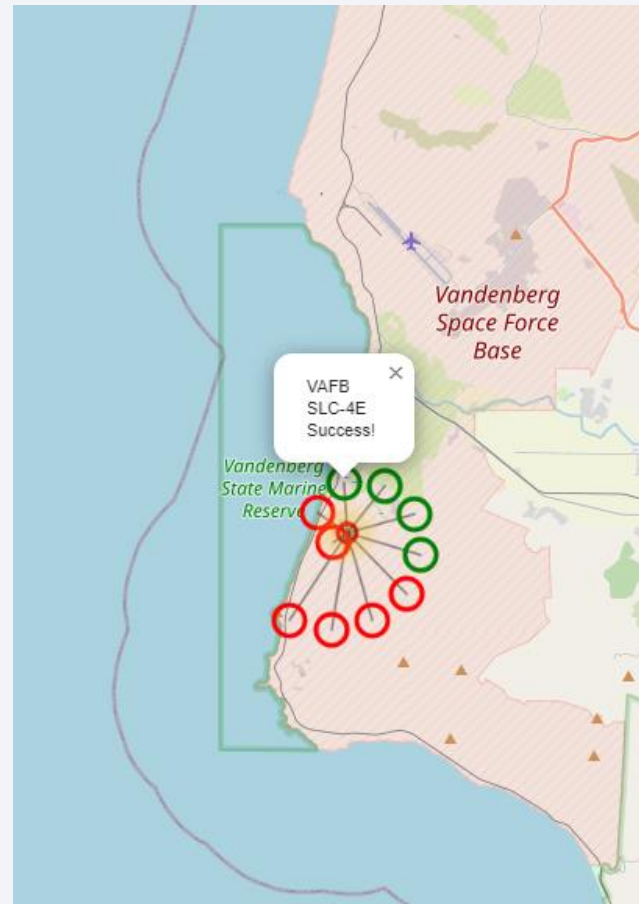 Vandenberg
Space Force
Base
VAFB
SLC-4E
Success!
×
Vandenberg
State Marine
Reserve